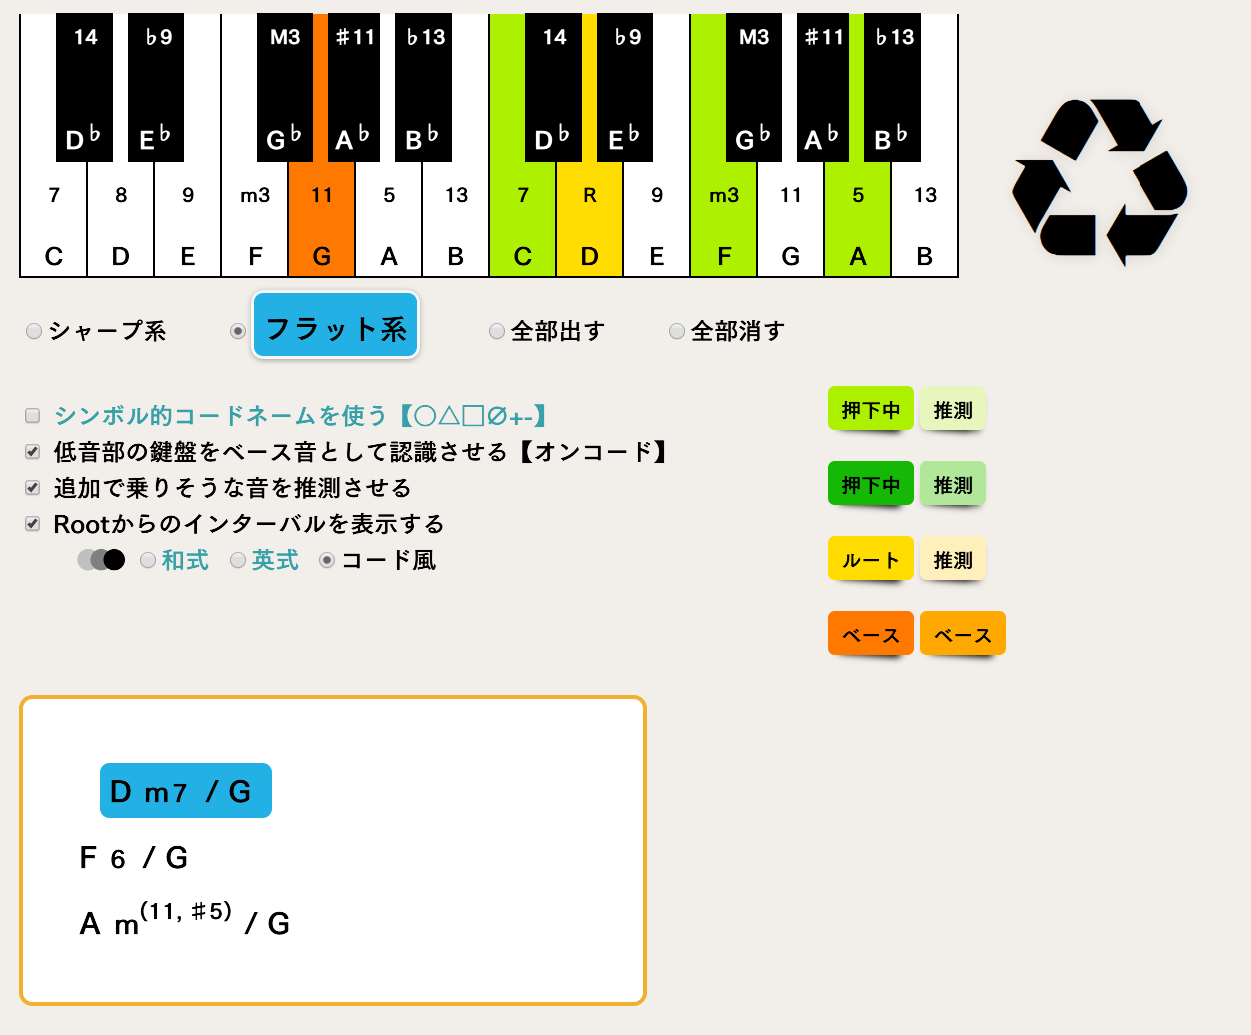 14 ♭9 M3 ♯11 ♭13 14 ♭9 M3 ♯11 ♭13
D♭ E♭ G♭ A♭ B♭ D♭ E♭ G♭ A♭ B♭
7 8 9 m3 11 5 13 7 R 9 m3 11 5 13
C D E F G A B C D E F G A B
シャープ系 フラット系 全部出す 全部消す
シンボル的コードネームを使う【○△□∅+-】
低音部の鍵盤をベース音として認識させる【オンコード】
追加で乗りそうな音を推測させる
Rootからのインターバルを表示する
和式 英式 コード風
押下中 推測
押下中 推測
ルート 推測
ベース ベース
D m7 / G
F 6 / G
A m(11, ♯5) / G